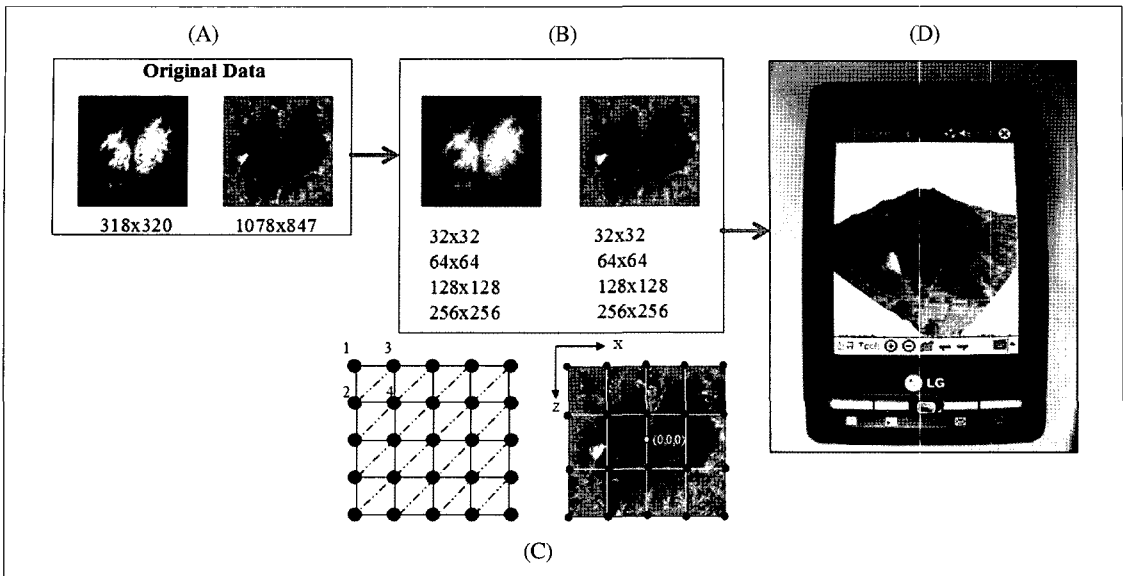 (A)
(B)
(D)
Original Data
318x320
1078x847
32x32
64x64
128x128
256x256
32x32
64x64
128x128
256x256
1 3
2 4
X
Z
(0,0,0)
(C)
Tool
LG